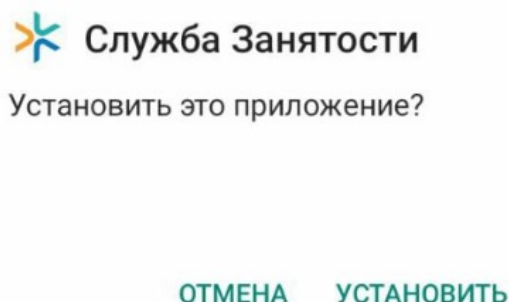 Служба Занятости
Установить это приложение?
ОТМЕНА УСТАНОВИТЬ